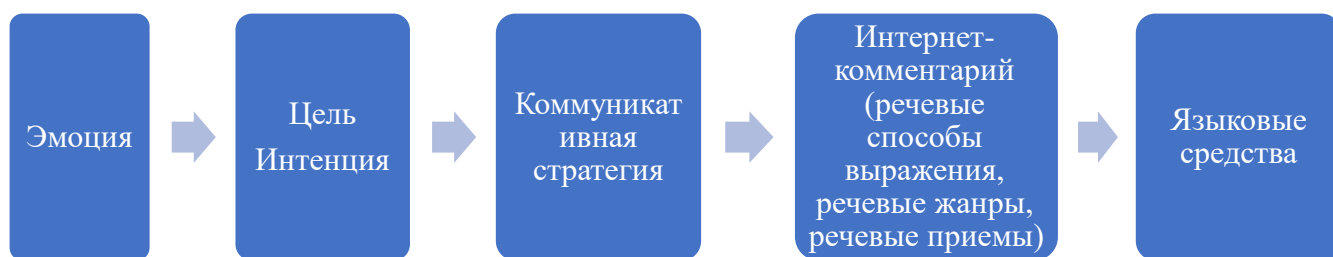 Эмоция
Цель
Интенция
Коммуникат
ивная
стратегия
Интернет-
комментарий
(речевые
способы
выражения,
речевые жанры,
речевые приемы)
Языковые
средства